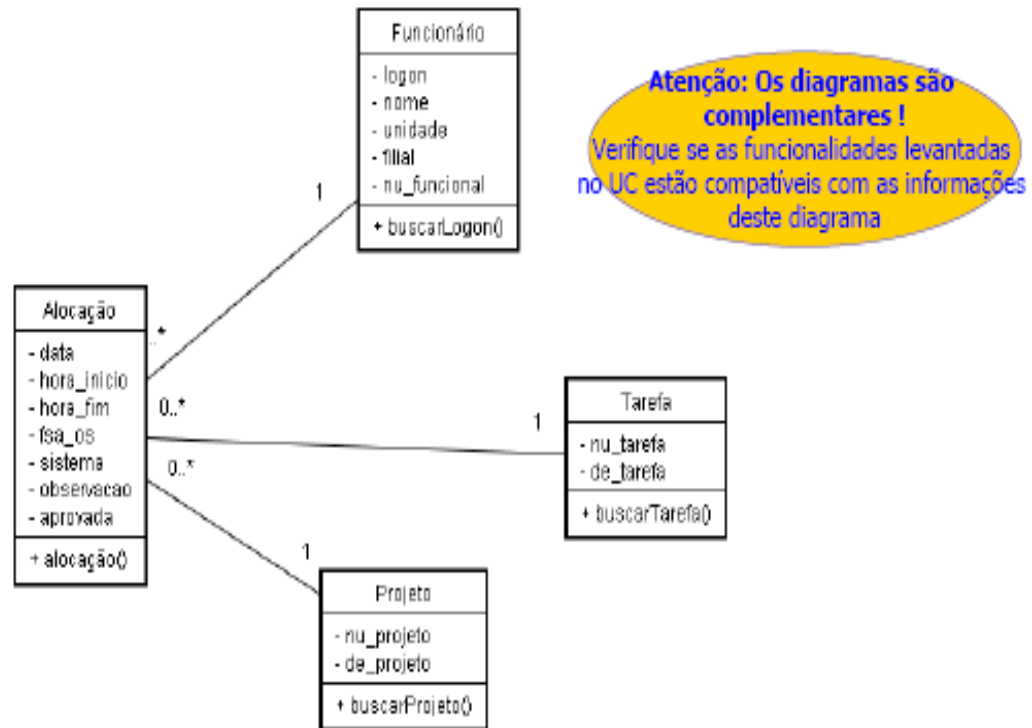 Funcionário
- logon
- nome
- unidade
- filial
- nu_funcional
+ buscarLogon()
Atenção: Os diagramas são
complementares !
Verifique se as funcionalidades levantadas
no UC estão compatíveis com as informações
deste diagrama
1
Alocação
- data
- hora_inicio
- hora_fim
- fsa_os
- sistema
- observacao
- aprovada
+ alocação()
..*
0..*
0..*
1
Tarefa
- nu_tarefa
- de_tarefa
+ buscarTarefa()
1
Projeto
- nu_projeto
- de_projeto
+ buscarProjeto()